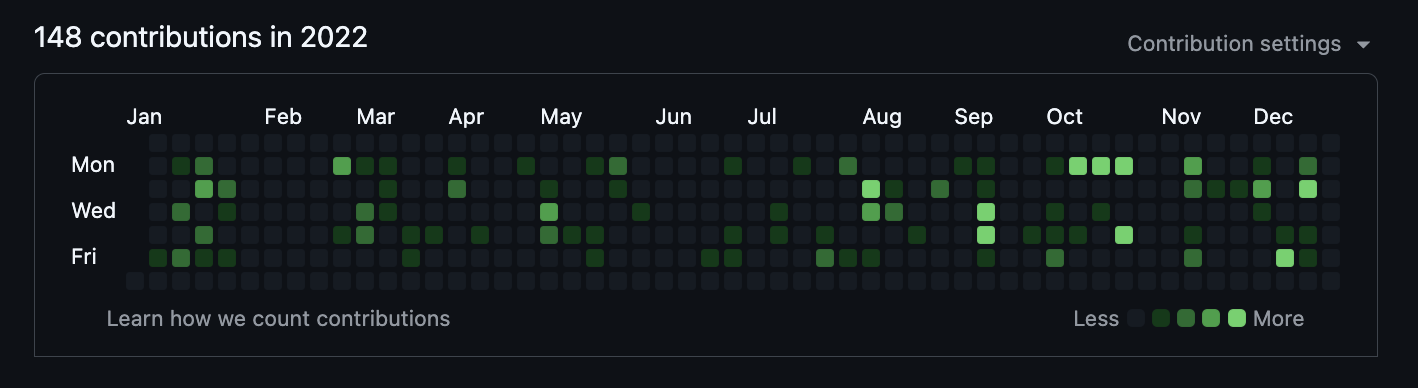 148 contributions in 2022
Contribution settings
Jan Feb Mar Apr May Jun Jul Aug Sep Oct Nov Dec
Mon
Wed
Fri
Learn how we count contributions
Less More